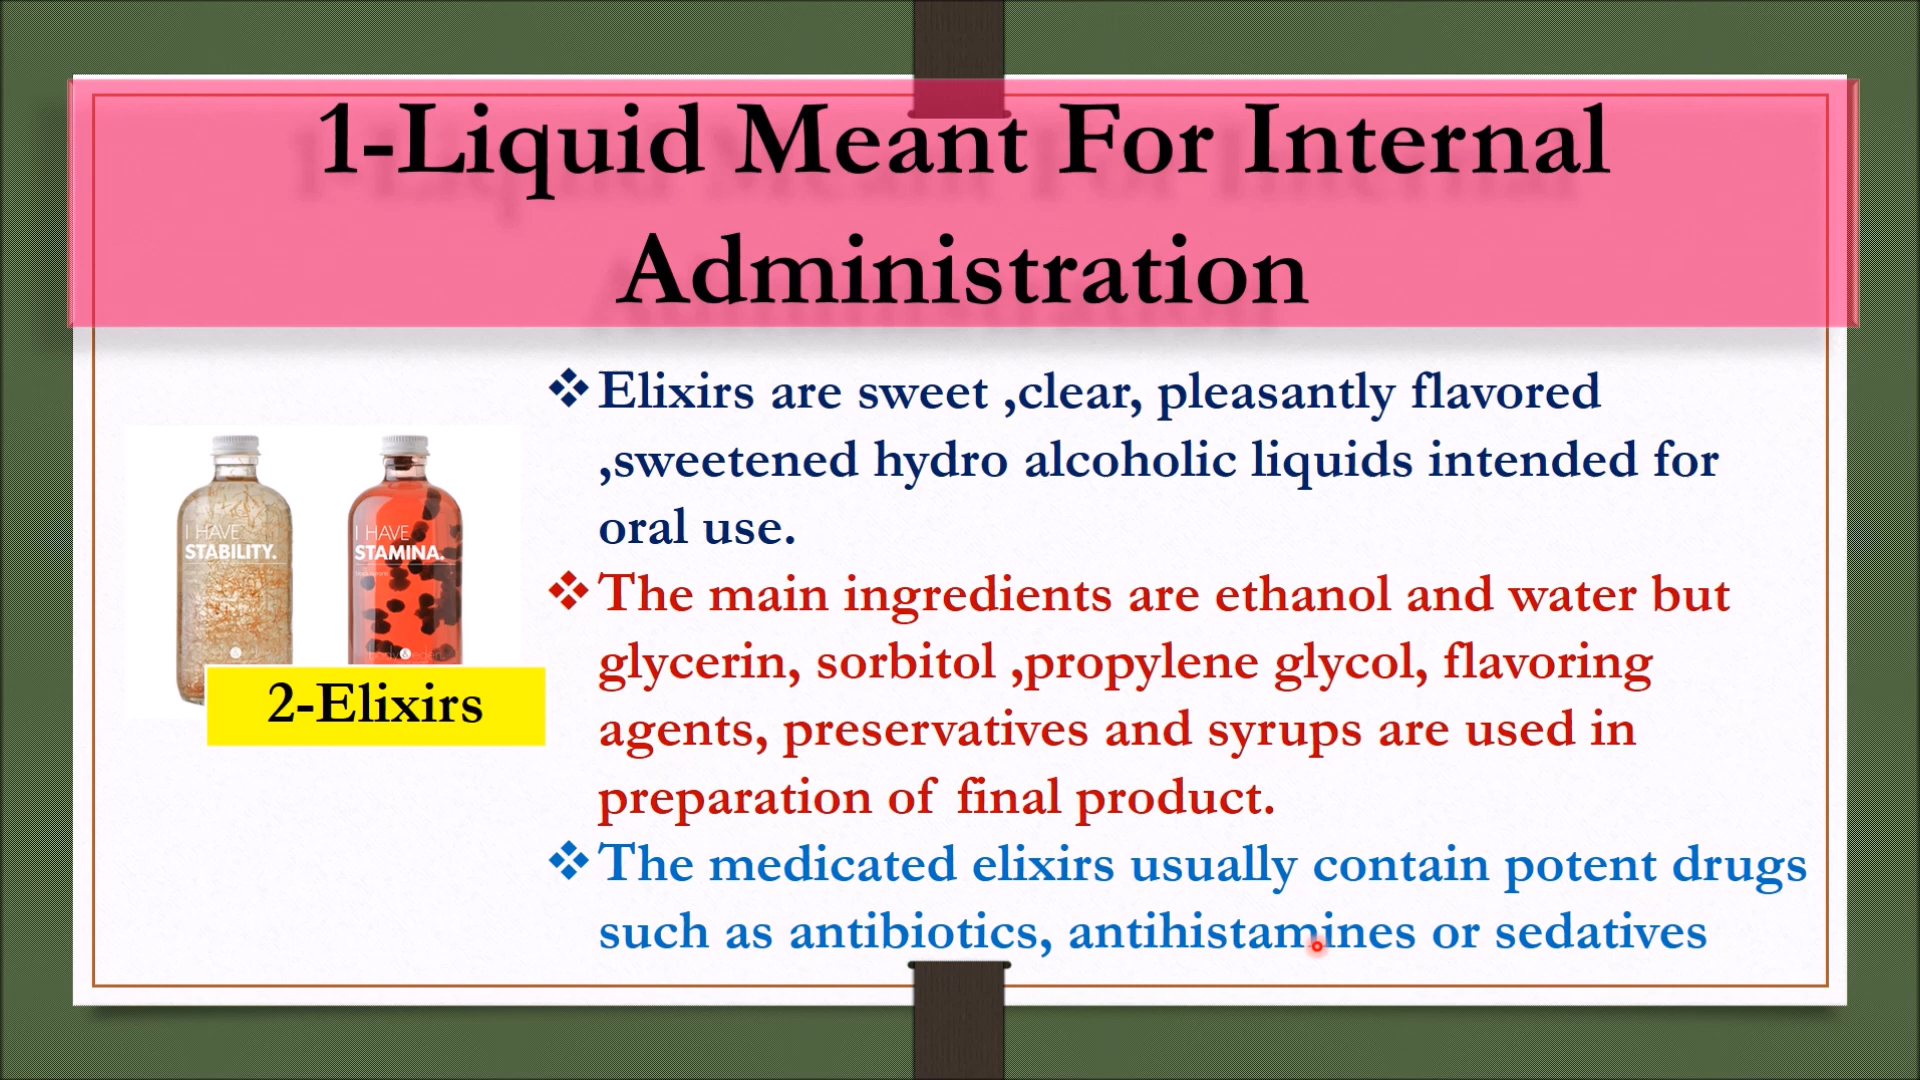 1-Liquid Meant For Internal
Administration
I HAVE
STABILITY.
I HAVE
STAMINA.
2-Elixirs
❖Elixirs are sweet ,clear, pleasantly flavored
,sweetened hydro alcoholic liquids intended for
oral use.
❖The main ingredients are ethanol and water but
glycerin, sorbitol ,propylene glycol, flavoring
agents, preservatives and syrups are used in
preparation of final product.
❖The medicated elixirs usually contain potent drugs
such as antibiotics, antihistamines or sedatives